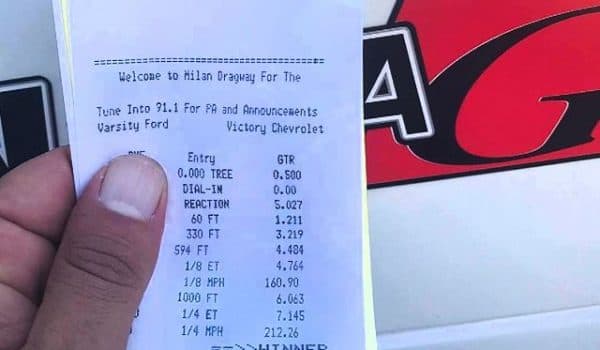 ==============================================
Welcome to Milan Dragway For The
Tune Into 91.1 For PA and Announcements
Varsity Ford Victory Chevrolet
Entry GTR
0.000 TREE 0.500
DIAL-IN 0.00
REACTION 5.027
60 FT 1.211
330 FT 3.219
594 FT 4.484
1/8 ET 4.764
1/8 MPH 160.90
1000 FT 6.063
1/4 ET 7.145
1/4 MPH 212.26
==>>WINNER
N
AG